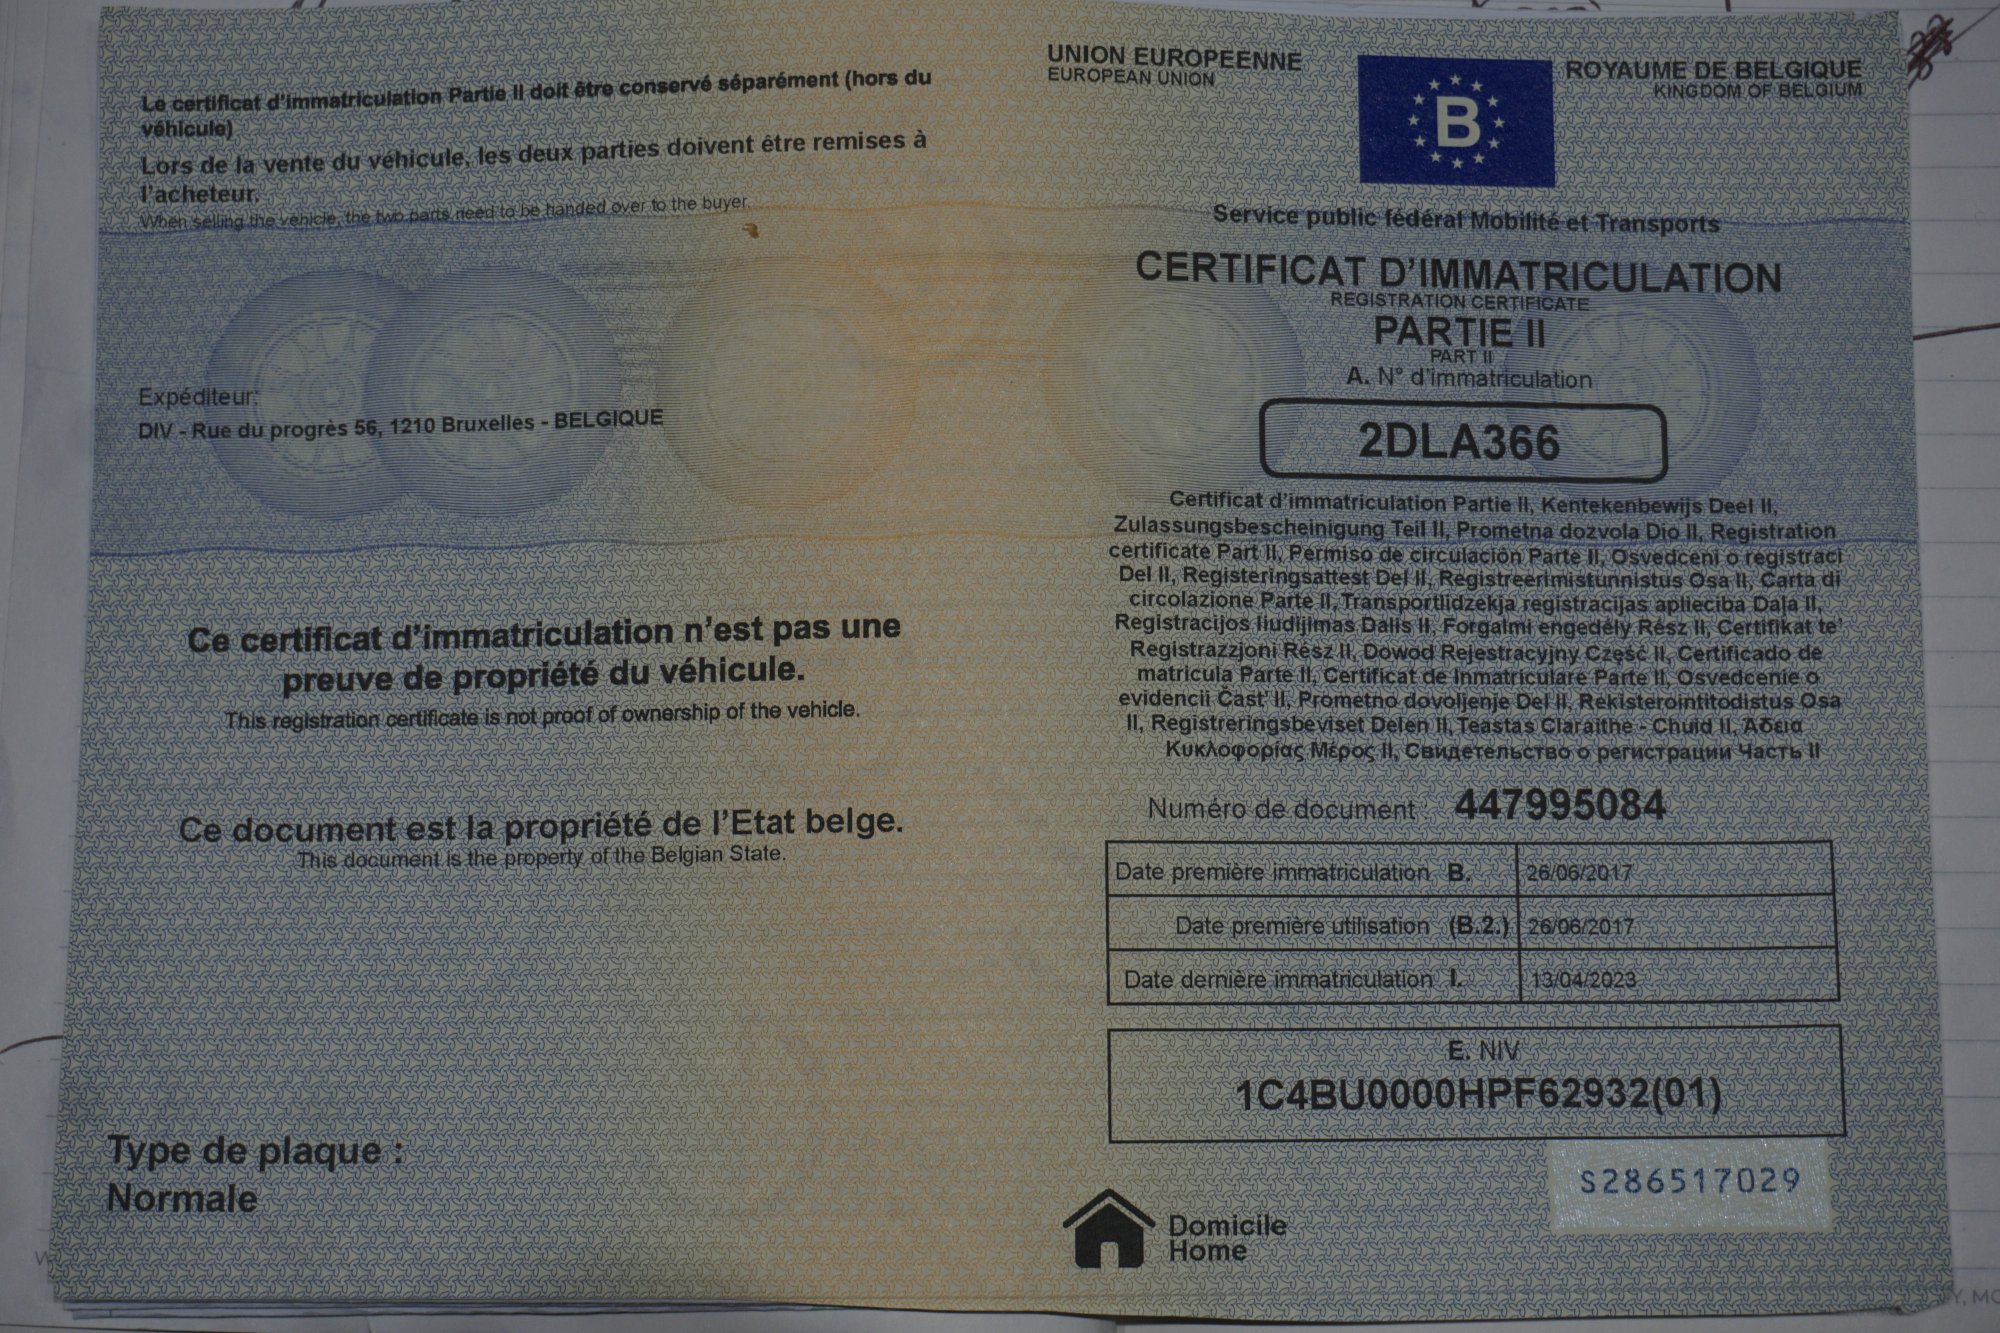 Le certificat d'immatriculation Partie II doit être conservé séparément (hors du
véhicule)
Lors de la vente du véhicule, les deux parties doivent être remises à
l'acheteur.
When selling the vehicle, the two parts need to be handed over to the buyer.
Expéditeur:
DIV - Rue du progrès 56, 1210 Bruxelles - BELGIQUE
Ce certificat d'immatriculation n'est pas une
preuve de propriété du véhicule.
This registration certificate is not proof of ownership of the vehicle.
Ce document est la propriété de l'Etat belge.
This document is the property of the Belgian State.
Type de plaque :
Normale
UNION EUROPEENNE
EUROPEAN UNION
B
ROYAUME DE BELGIQUE
KINGDOM OF BELGIUM
Service public fédéral Mobilité et Transports
CERTIFICAT D'IMMATRICULATION
REGISTRATION CERTIFICATE
PARTIE II
PART II
A. N° d'immatriculation
2DLA366
Certificat d'immatriculation Partie II, Kentekenbewijs Deel II,
Zulassungsbescheinigung Teil II, Prometna dozvola Dio II, Registration
certificate Part II, Permiso de circulación Parte II, Osvedceni o registraci
Del II, Registeringsattest Del II, Registreerimistunnistus Osa II, Carta di
circolazione Parte II, Transportlidzekja registracijas aplieciba Daļa II,
Registracijos liudijimas Dalis II, Forgalmi engedély Rész II, Certifikat te'
Registrazzjoni Rész II, Dowod Rejestracyjny Część II, Certificado de
matricula Parte II, Certificat de Inmatriculare Parte II, Osvedcenie o
evidencii Čast' II, Prometno dovoljenje Del II, Rekisterointitodistus Osa
II, Registreringsbeviset Delen II, Teastas Claraithe - Chuid II, Άδεια
Κυκλοφορίας Μέρος II, Свидетельство о регистрации Часть II
Numéro de document : 447995084
Date première immatriculation B. 26/06/2017
Date première utilisation (B.2.) 26/06/2017
Date dernière immatriculation I. 13/04/2023
E. NIV
1C4BU0000HPF62932(01)
S286517029
Domicile
Home